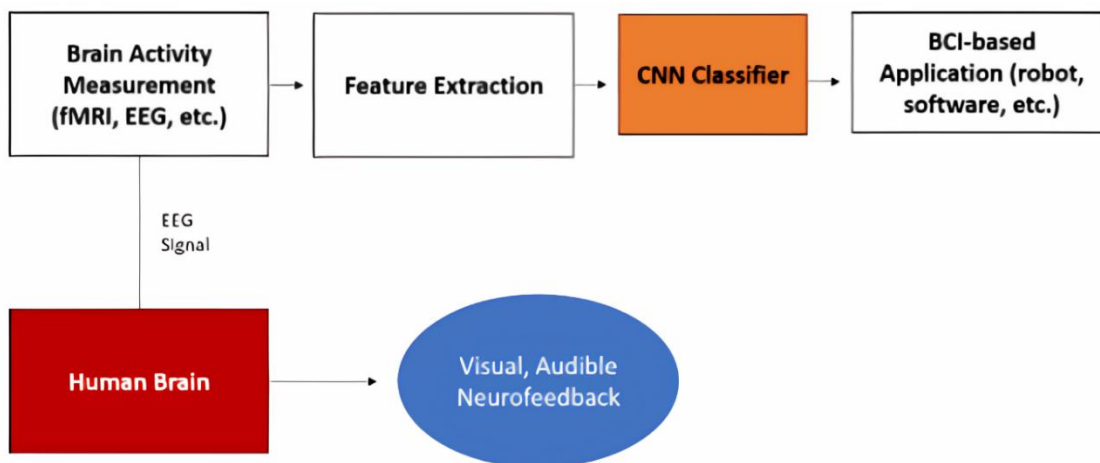 Brain Activity
Measurement
(fMRI, EEG, etc.)
Feature Extraction
CNN Classifier
BCI-based
Application (robot,
software, etc.)
EEG
Signal
Human Brain
Visual, Audible
Neurofeedback